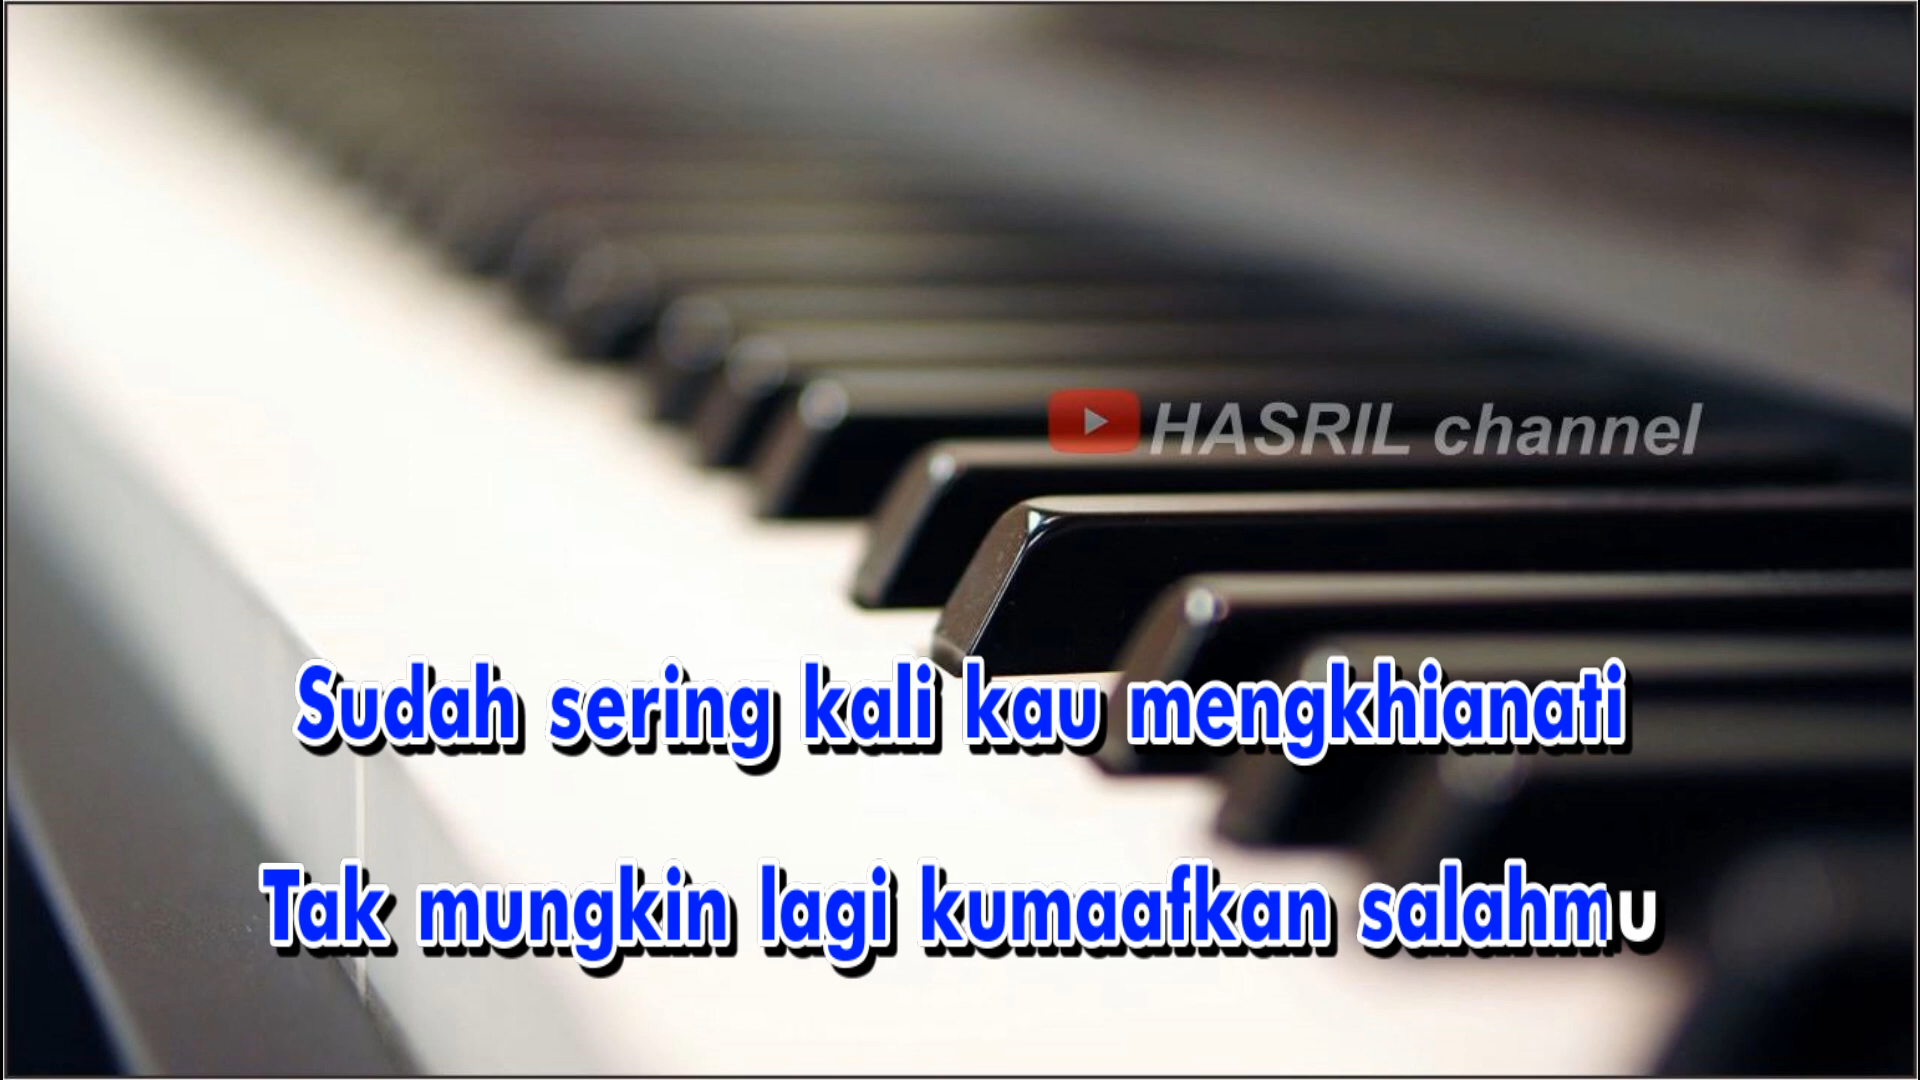 HASRIL channel
Sudah sering kali kau mengkhianati
Tak mungkin lagi kumaafkan salahmu